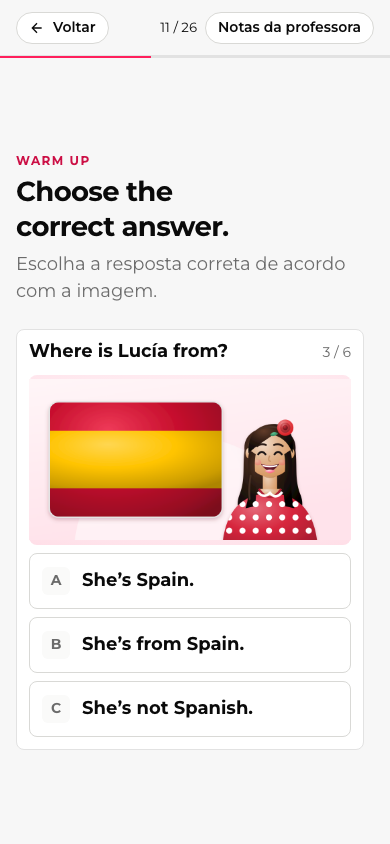 Voltar
11 / 26
Notas da professora
WARM UP
Choose the
correct answer.
Escolha a resposta correta de acordo
com a imagem.
Where is Lucía from?
3 / 6
A She’s Spain.
B She’s from Spain.
C She’s not Spanish.